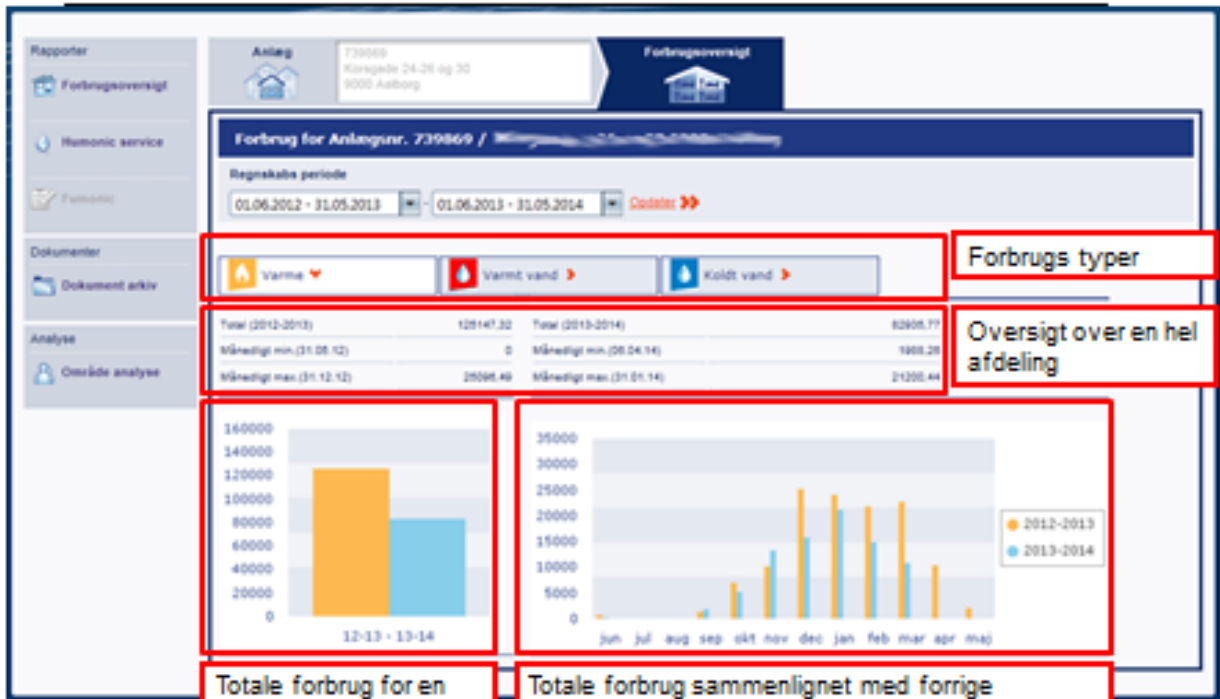 Rapporter
Forbrugsoversigt
Humonic service
Fumonic
Dokumenter
Dokument arkiv
Analyse
Område analyse
Anlæg
739869
Korsgade 24-26 og 30
9000 Aalborg
Forbrugsoversigt
Forbrug for Anlægsnr. 739869 /
Regnskabs periode
01.06.2012 - 31.05.2013 - 01.06.2013 - 31.05.2014 Opdater
Varme
Varmt vand
Koldt vand
Forbrugs typer
Total (2012-2013) 125147,32 Total (2013-2014) 82905,77
Månedligt min.(31.08.12) 0 Månedligt min.(06.04.14)
Månedligt max.(31.12.12) 25095,49 Månedligt max.(31.01.14) 21200,44
Oversigt over en hel
afdeling
160000
140000
120000
100000
80000
60000
40000
20000
0
12-13 - 13-14
35000
30000
25000
20000
15000
10000
5000
0
jun jul aug sep okt nov dec jan feb mar apr maj
2012-2013
2013-2014
Totale forbrug for en
Totale forbrug sammenlignet med forrige